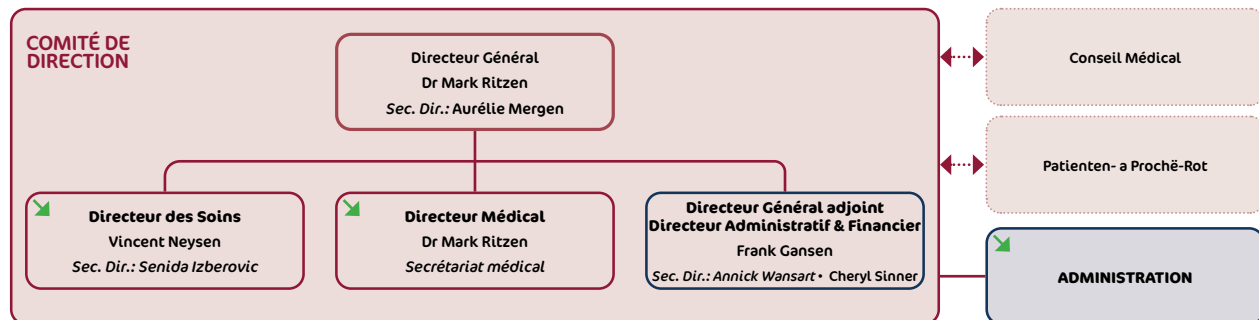 COMITÉ DE
DIRECTION
Directeur Général
Dr Mark Ritzen
Sec. Dir.: Aurélie Mergen
Directeur des Soins
Vincent Neysen
Sec. Dir.: Senida Izberovic
Directeur Médical
Dr Mark Ritzen
Secrétariat médical
Directeur Général adjoint
Directeur Administratif & Financier
Frank Gansen
Sec. Dir.: Annick Wansart • Cheryl Sinner
Conseil Médical
Patienten- a Prochë-Rot
ADMINISTRATION